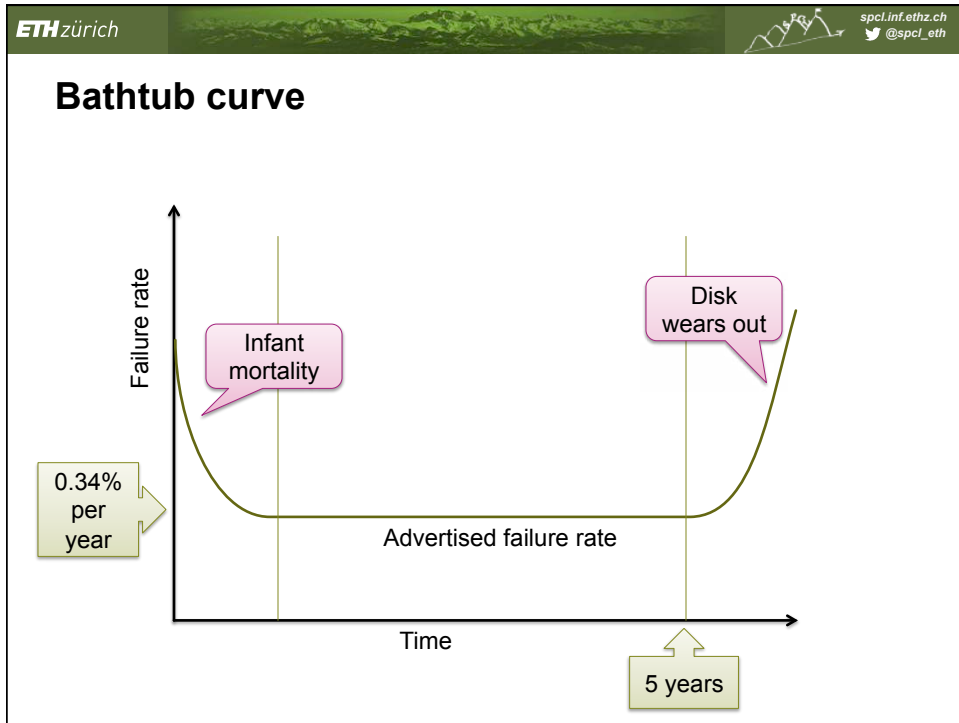 ETH zürich
spcl.inf.ethz.ch
@spcl_eth
Bathtub curve
Failure rate
Infant
mortality
Disk
wears out
0.34%
per
year
Advertised failure rate
Time
5 years